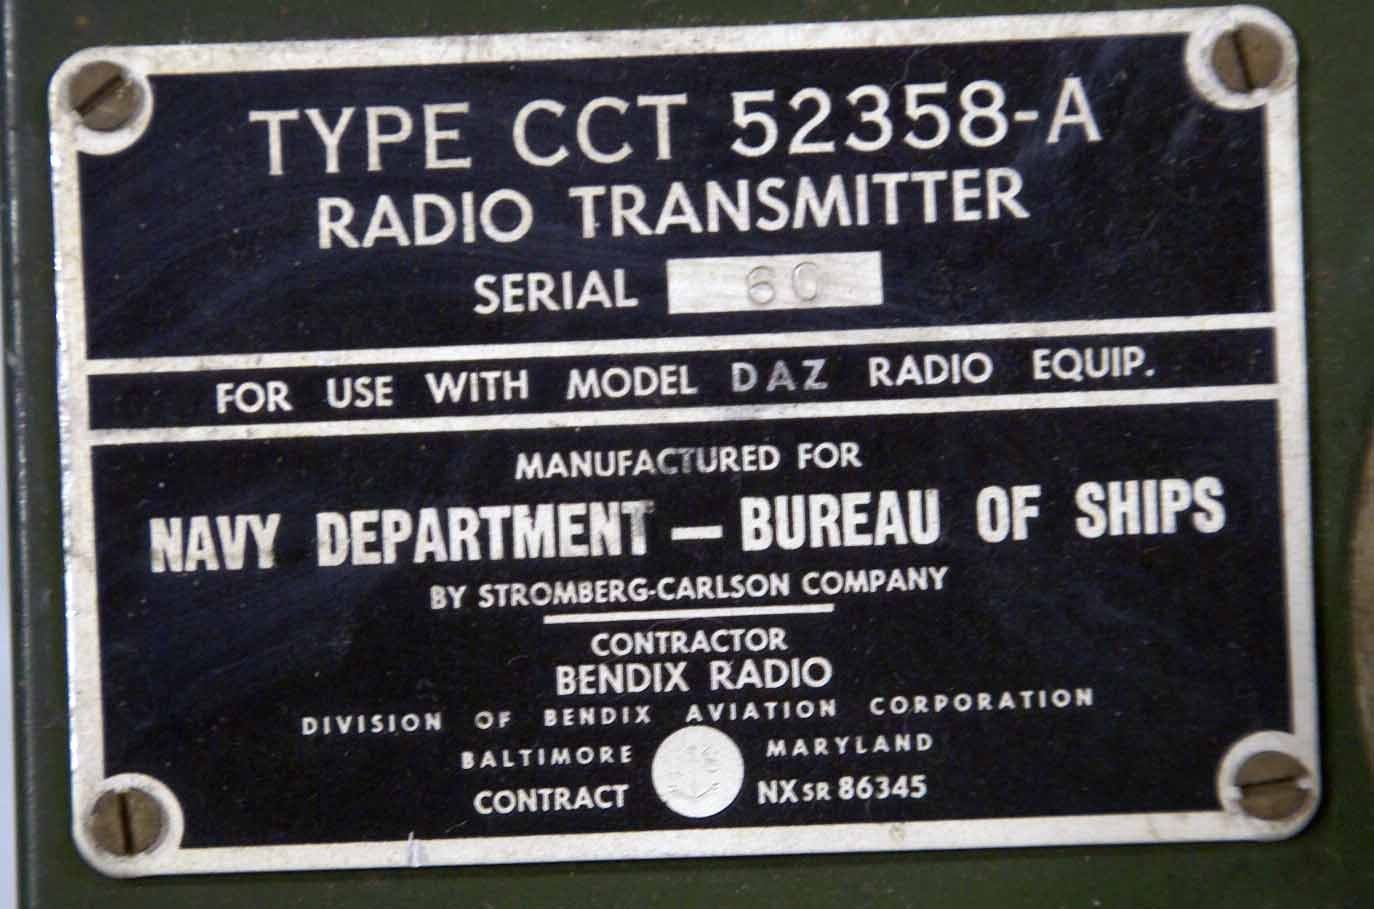 TYPE CCT 52358-A
RADIO TRANSMITTER
SERIAL 60
FOR USE WITH MODEL DAZ RADIO EQUIP.
MANUFACTURED FOR
NAVY DEPARTMENT — BUREAU OF SHIPS
BY STROMBERG-CARLSON COMPANY
CONTRACTOR
BENDIX RADIO
DIVISION OF BENDIX AVIATION CORPORATION
BALTIMORE MARYLAND
CONTRACT NXSR 86345